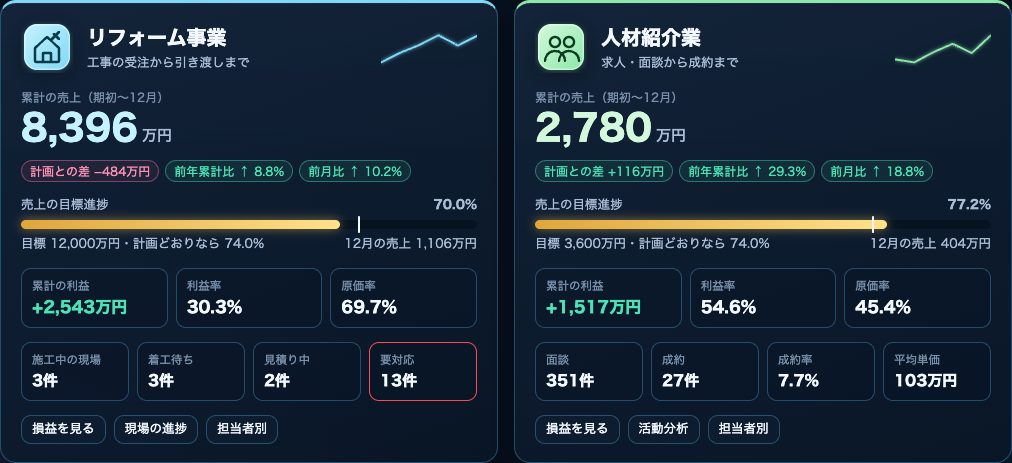 リフォーム事業
工事の受注から引き渡しまで
累計の売上（期初〜12月）
8,396 万円
計画との差 −484万円 前年累計比 ↑ 8.8% 前月比 ↑ 10.2%
売上の目標進捗 70.0%
目標 12,000万円・計画どおりなら 74.0% 12月の売上 1,106万円
累計の利益 利益率 原価率
+2,543万円 30.3% 69.7%
施工中の現場 着工待ち 見積り中 要対応
3件 3件 2件 13件
損益を見る 現場の進捗 担当者別
人材紹介業
求人・面談から成約まで
累計の売上（期初〜12月）
2,780 万円
計画との差 +116万円 前年累計比 ↑ 29.3% 前月比 ↑ 18.8%
売上の目標進捗 77.2%
目標 3,600万円・計画どおりなら 74.0% 12月の売上 404万円
累計の利益 利益率 原価率
+1,517万円 54.6% 45.4%
面談 成約 成約率 平均単価
351件 27件 7.7% 103万円
損益を見る 活動分析 担当者別